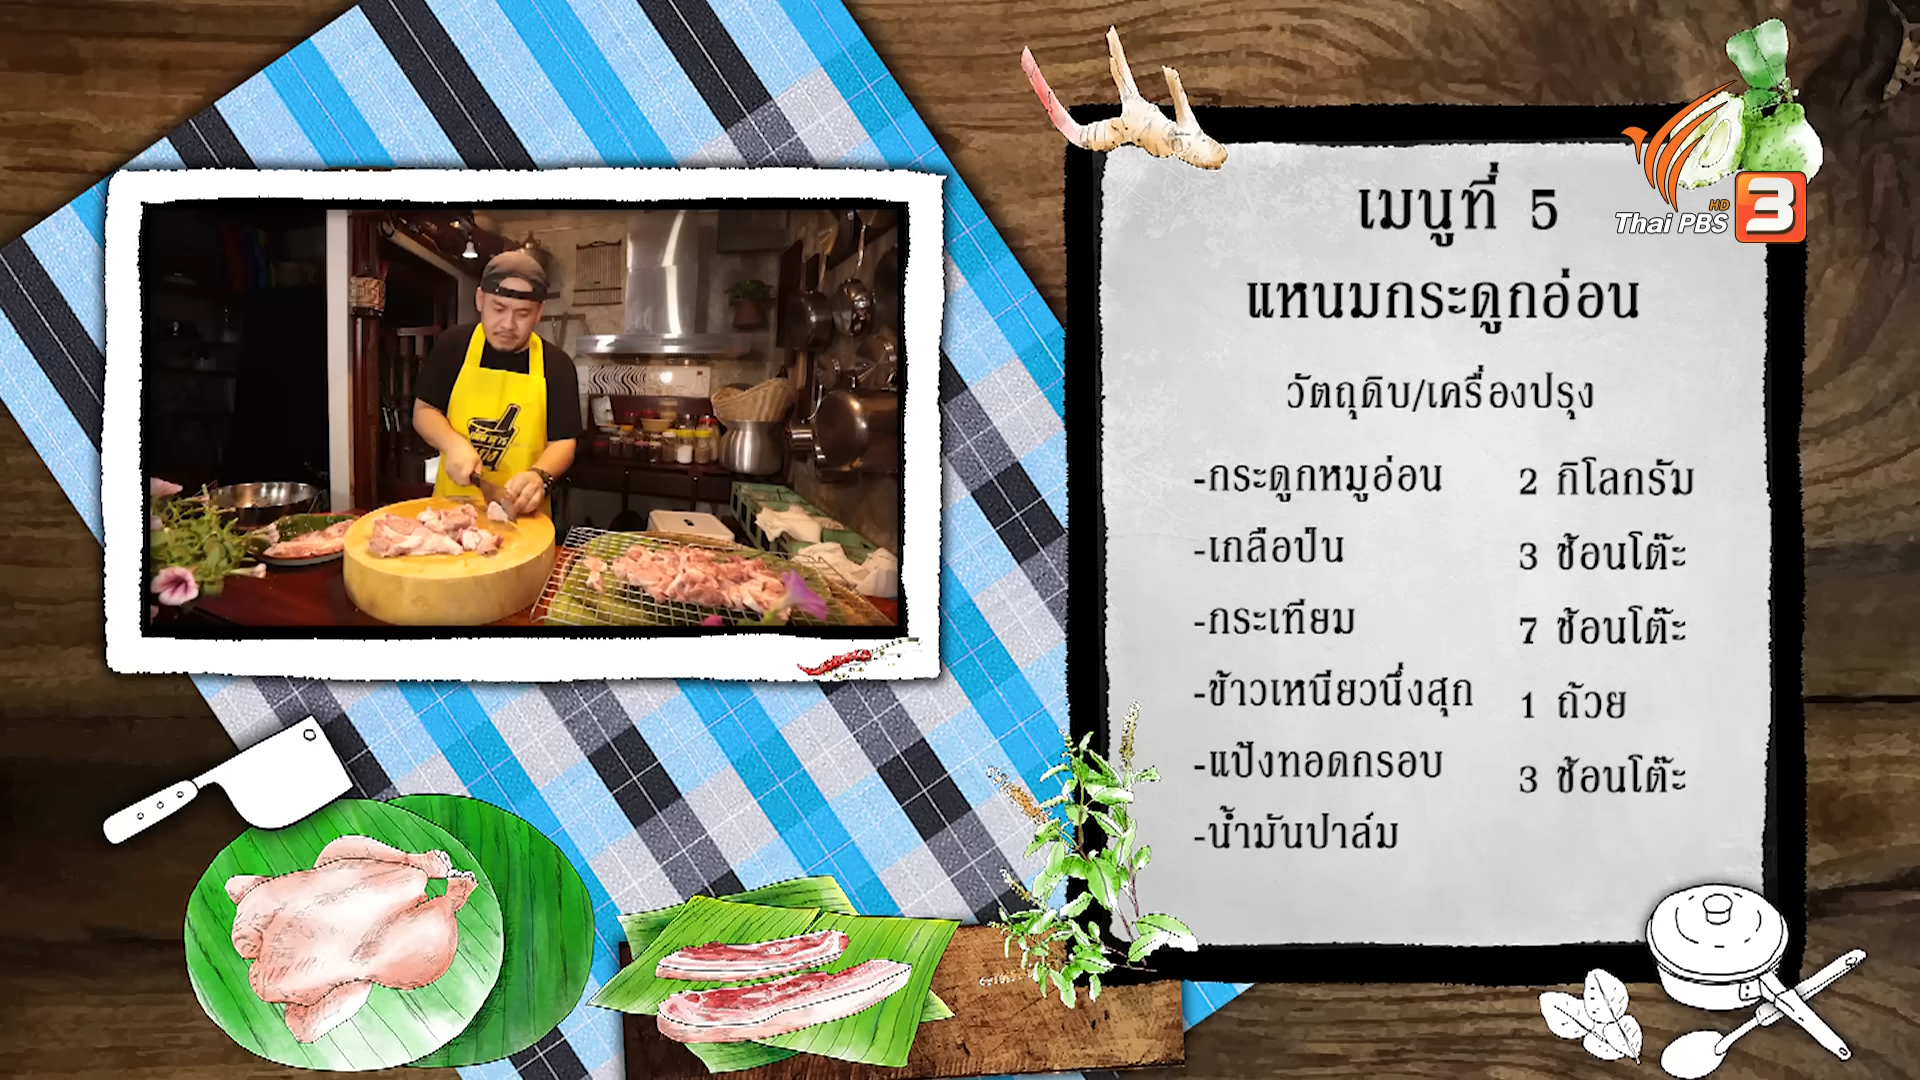 เมนูที่ 5
แหนมกระดูกอ่อน
วัตถุดิบ/เครื่องปรุง
-กระดูกหมูอ่อน 2 กิโลกรัม
-เกลือป่น 3 ช้อนโต๊ะ
-กระเทียม 7 ช้อนโต๊ะ
-ข้าวเหนียวนึ่งสุก 1 ถ้วย
-แป้งทอดกรอบ 3 ช้อนโต๊ะ
-น้ำมันปาล์ม
HD
Thai PBS 3